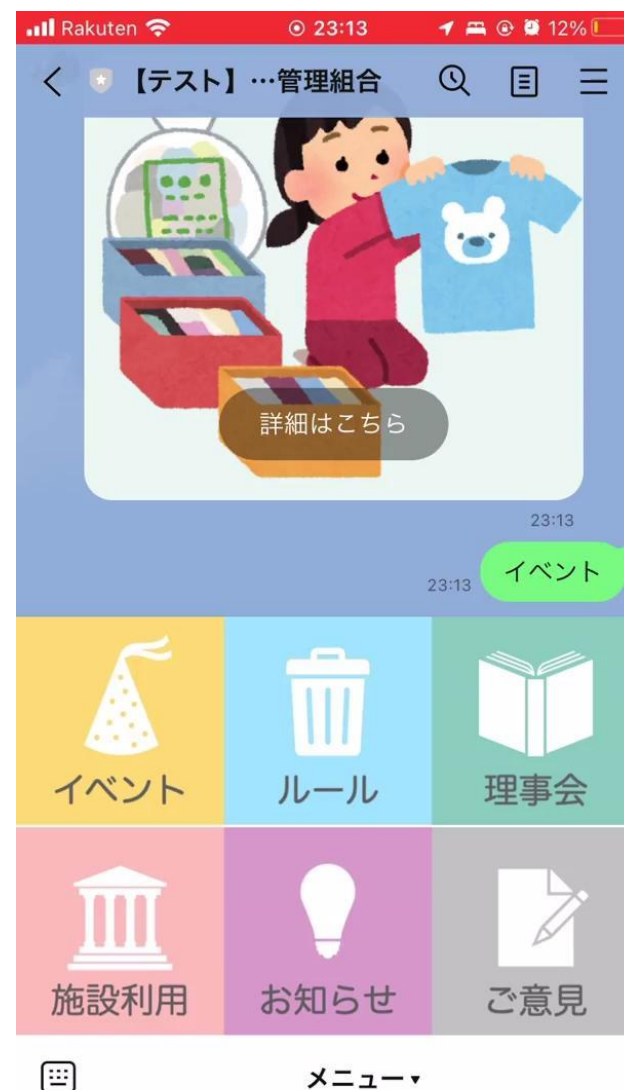 Rakuten 23:13 12%
【テスト】…管理組合
詳細はこちら
23:13
23:13 イベント
イベント ルール 理事会
施設利用 お知らせ ご意見
メニュー▾